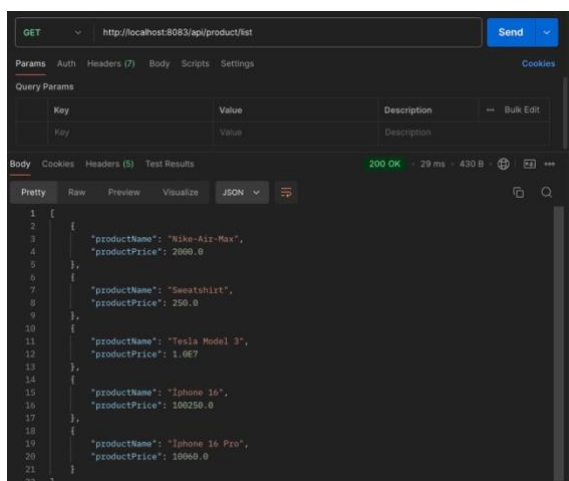 GET http://localhost:8083/api/product/list Send
Params Auth Headers (7) Body Scripts Settings Cookies
Query Params
Key Value Description Bulk Edit
Key Value Description
Body Cookies Headers (5) Test Results 200 OK 29 ms 430 B
Pretty Raw Preview Visualize JSON
1 [
2 {
3 "productName": "Nike-Air-Max",
4 "productPrice": 2000.0
5 },
6 {
7 "productName": "Sweatshirt",
8 "productPrice": 250.0
9 },
10 {
11 "productName": "Tesla Model 3",
12 "productPrice": 1.0E7
13 },
14 {
15 "productName": "İphone 16",
16 "productPrice": 100250.0
17 },
18 {
19 "productName": "İphone 16 Pro",
20 "productPrice": 10060.0
21 }